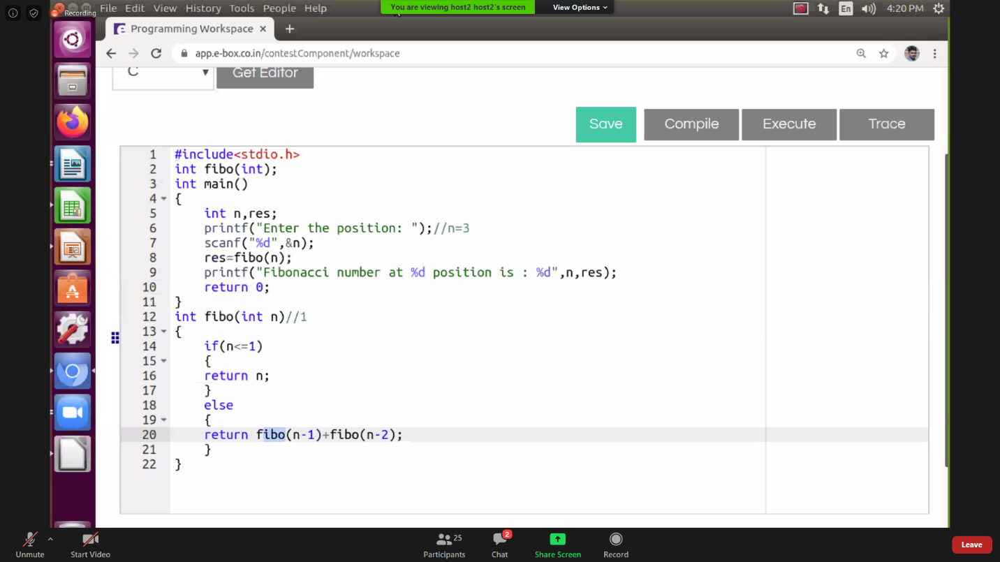 Recording
File Edit View History Tools People Help
You are viewing host2 host2's screen
View Options
En
4:20 PM
Programming Workspace
app.e-box.co.in/contestComponent/workspace
C
Get Editor
Save
Compile
Execute
Trace
1 #include<stdio.h>
2 int fibo(int);
3 int main()
4 {
5 int n,res;
6 printf("Enter the position: ");//n=3
7 scanf("%d",&n);
8 res=fibo(n);
9 printf("Fibonacci number at %d position is : %d",n,res);
10 return 0;
11 }
12 int fibo(int n)//1
13 {
14 if(n<=1)
15 {
16 return n;
17 }
18 else
19 {
20 return fibo(n-1)+fibo(n-2);
21 }
22 }
Unmute
Start Video
25
Participants
2
Chat
Share Screen
Record
Leave